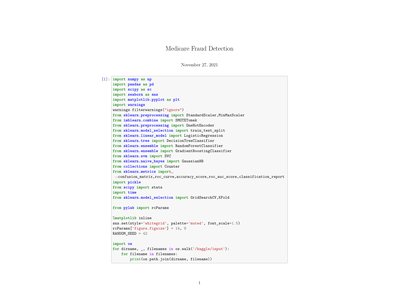 Medicare Fraud Detection
November 27, 2021
[1]: import numpy as np
import pandas as pd
import scipy as sc
import seaborn as sns
import matplotlib.pyplot as plt
import warnings
warnings.filterwarnings("ignore")
from sklearn.preprocessing import StandardScaler,MinMaxScaler
from imblearn.combine import SMOTETomek
from sklearn.preprocessing import OneHotEncoder
from sklearn.model_selection import train_test_split
from sklearn.linear_model import LogisticRegression
from sklearn.tree import DecisionTreeClassifier
from sklearn.ensemble import RandomForestClassifier
from sklearn.ensemble import GradientBoostingClassifier
from sklearn.svm import SVC
from sklearn.naive_bayes import GaussianNB
from collections import Counter
from sklearn.metrics import,
confusion_matrix,roc_curve,accuracy_score,roc_auc_score,classification_report
import pickle
from scipy import stats
import time
from sklearn.model_selection import GridSearchCV,KFold
from pylab import rcParams
%matplotlib inline
sns.set(style='whitegrid', palette='muted', font_scale=1.5)
rcParams['figure.figsize'] = 14, 8
RANDOM_SEED = 42
import os
for dirname, _, filenames in os.walk('/kaggle/input'):
for filename in filenames:
print(os.path.join(dirname, filename))
1